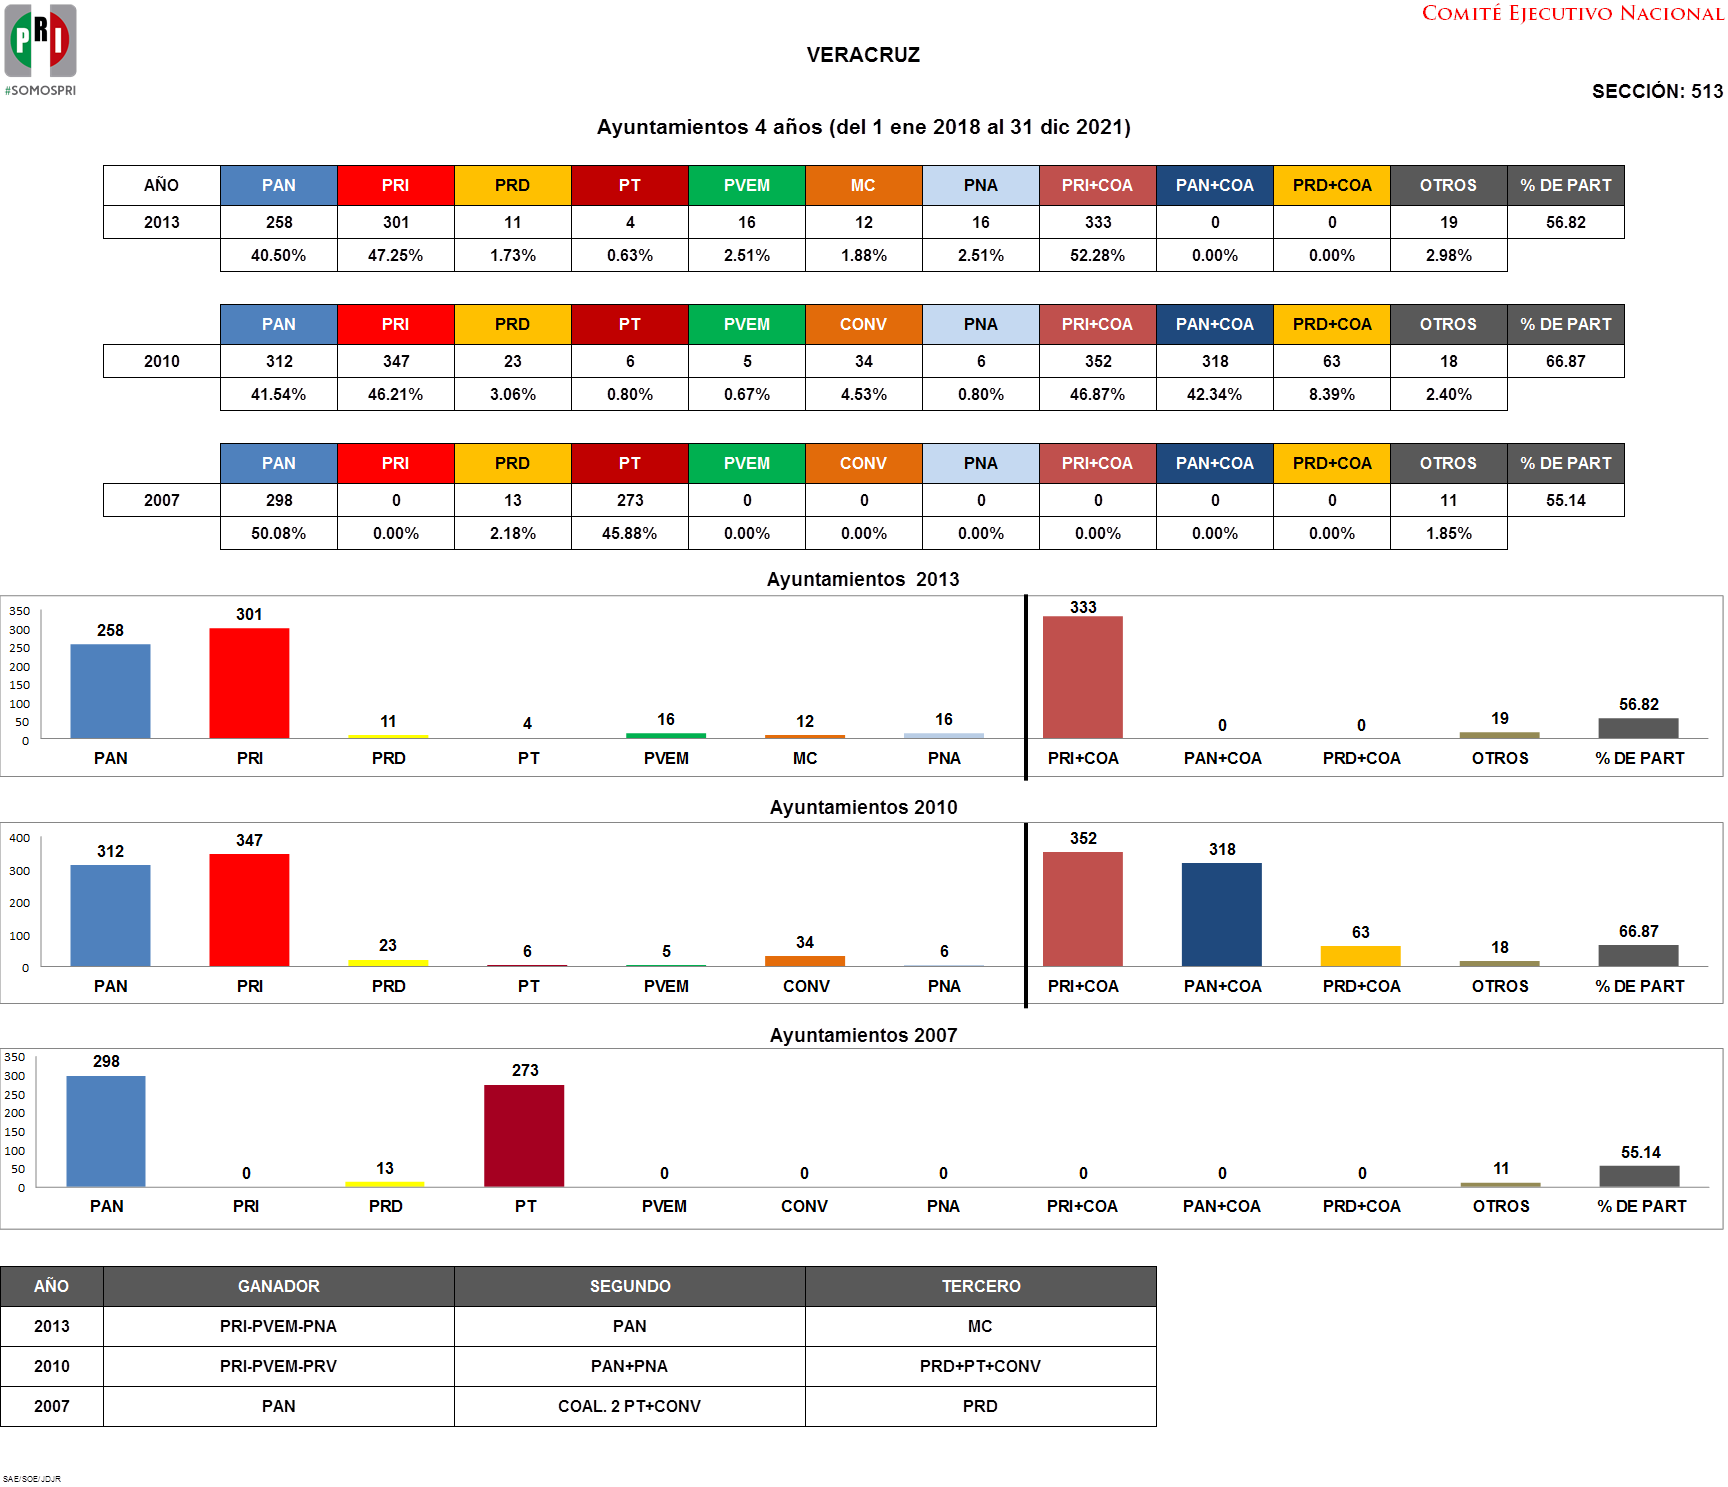 PRI
#SOMOSPRI
COMITÉ EJECUTIVO NACIONAL
VERACRUZ
SECCIÓN: 513
Ayuntamientos 4 años (del 1 ene 2018 al 31 dic 2021)
AÑO PAN PRI PRD PT PVEM MC PNA PRI+COA PAN+COA PRD+COA OTROS % DE PART
2013 258 301 11 4 16 12 16 333 0 0 19 56.82
40.50% 47.25% 1.73% 0.63% 2.51% 1.88% 2.51% 52.28% 0.00% 0.00% 2.98%
PAN PRI PRD PT PVEM CONV PNA PRI+COA PAN+COA PRD+COA OTROS % DE PART
2010 312 347 23 6 5 34 6 352 318 63 18 66.87
41.54% 46.21% 3.06% 0.80% 0.67% 4.53% 0.80% 46.87% 42.34% 8.39% 2.40%
PAN PRI PRD PT PVEM CONV PNA PRI+COA PAN+COA PRD+COA OTROS % DE PART
2007 298 0 13 273 0 0 0 0 0 0 11 55.14
50.08% 0.00% 2.18% 45.88% 0.00% 0.00% 0.00% 0.00% 0.00% 0.00% 1.85%
Ayuntamientos 2013
350
300
250
200
150
100
50
0
258 301 11 4 16 12 16 333 0 0 19 56.82
PAN PRI PRD PT PVEM MC PNA PRI+COA PAN+COA PRD+COA OTROS % DE PART
Ayuntamientos 2010
400
300
200
100
0
312 347 23 6 5 34 6 352 318 63 18 66.87
PAN PRI PRD PT PVEM CONV PNA PRI+COA PAN+COA PRD+COA OTROS % DE PART
Ayuntamientos 2007
350
300
250
200
150
100
50
0
298 0 13 273 0 0 0 0 0 0 11 55.14
PAN PRI PRD PT PVEM CONV PNA PRI+COA PAN+COA PRD+COA OTROS % DE PART
AÑO GANADOR SEGUNDO TERCERO
2013 PRI-PVEM-PNA PAN MC
2010 PRI-PVEM-PRV PAN+PNA PRD+PT+CONV
2007 PAN COAL. 2 PT+CONV PRD
SAE/SOE/JDJR